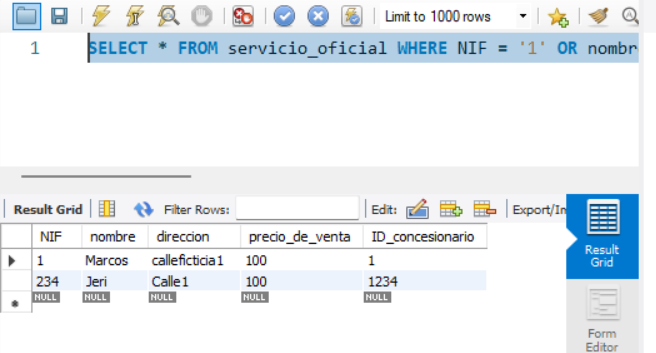 Limit to 1000 rows
1 SELECT * FROM servicio_oficial WHERE NIF = '1' OR nombr
Result Grid Filter Rows: Edit: Export/Im
NIF nombre direccion precio_de_venta ID_concesionario
1 Marcos calleficticia1 100 1
234 Jeri Calle1 100 1234
NULL NULL NULL NULL NULL
Result
Grid
Form
Editor